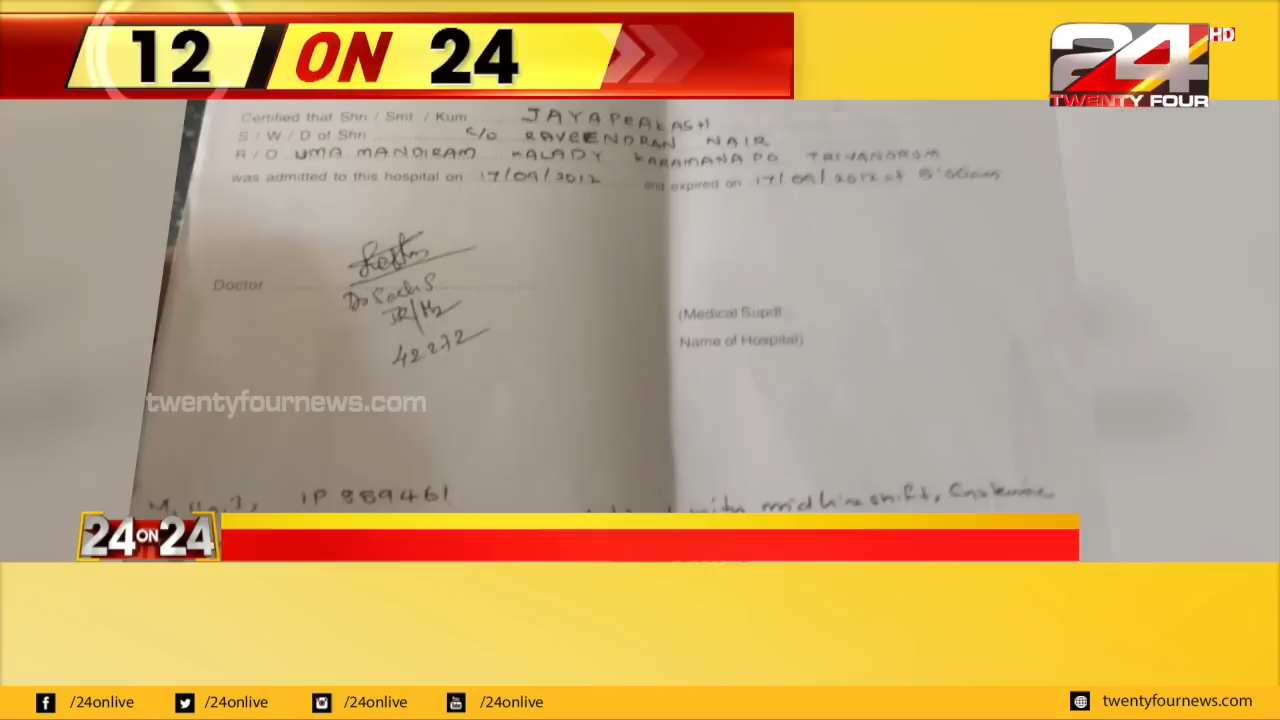 12 ON 24
24 HD
TWENTY FOUR
Certified that Shri / Smt / Kum JAYAPRAKASH
S / W / D of Shri C/O RAVEENDRAN NAIR
R / O UMA MANDIRAM KALADY KARAMANA PO TRIVANDRUM
was admitted to this hospital on 17/09/2012 and expired on 17/09/2012 at
Doctor
42272
(Medical Supdt.
Name of Hospital)
twentyfournews.com
IP 889461 with midline shift,
24 ON 24
/24onlive /24onlive /24onlive /24onlive twentyfournews.com